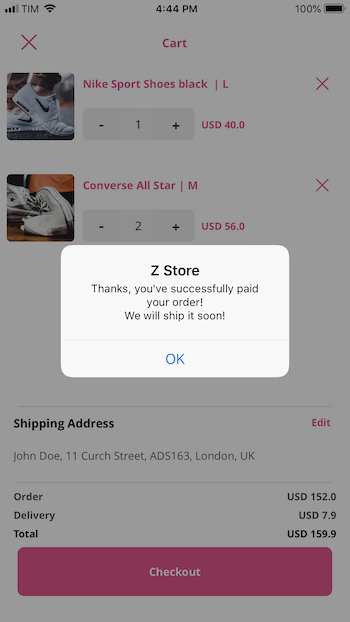 TIM 4:44 PM 100%
Cart
Nike Sport Shoes black | L
- 1 + USD 40.0
Converse All Star | M
- 2 + USD 56.0
Z Store
Thanks, you've successfully paid
your order!
We will ship it soon!
OK
Shipping Address Edit
John Doe, 11 Curch Street, ADS163, London, UK
Order USD 152.0
Delivery USD 7.9
Total USD 159.9
Checkout